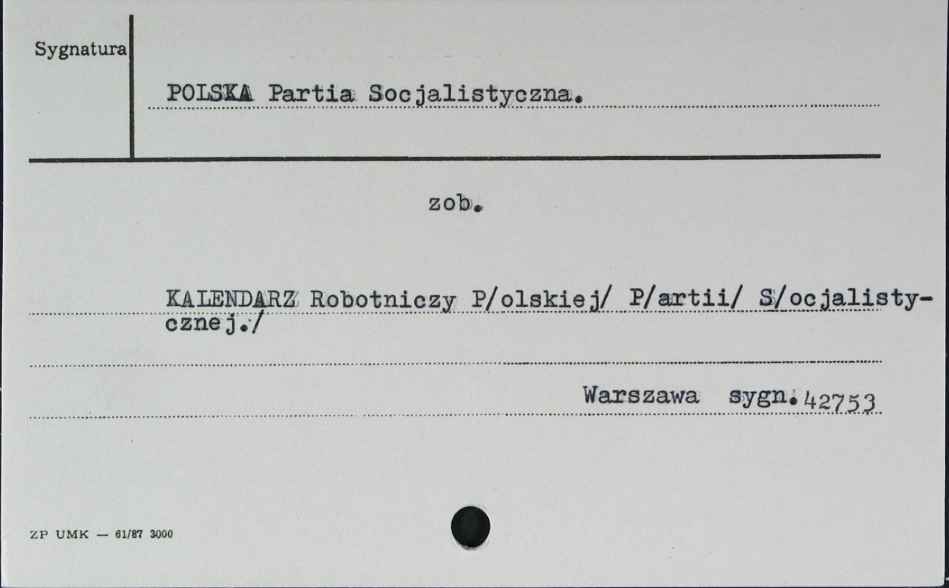 Sygnatura
POLSKA Partia Socjalistyczna.
zob.
KALENDARZ Robotniczy P/olskiej/ P/artii/ S/ocjalisty-
cznej./
Warszawa sygn. 42753
ZP UMK — 61/87 3000